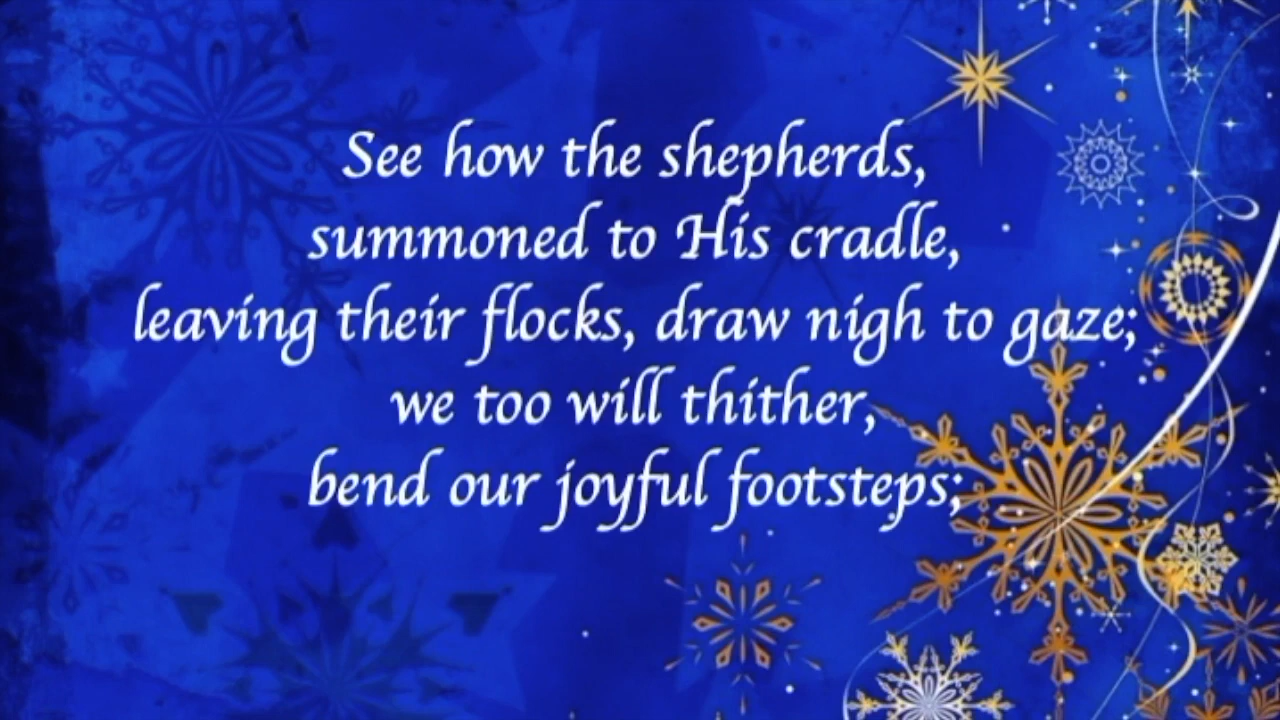 See how the shepherds,
summoned to His cradle,
leaving their flocks, draw nigh to gaze;
we too will thither,
bend our joyful footsteps;